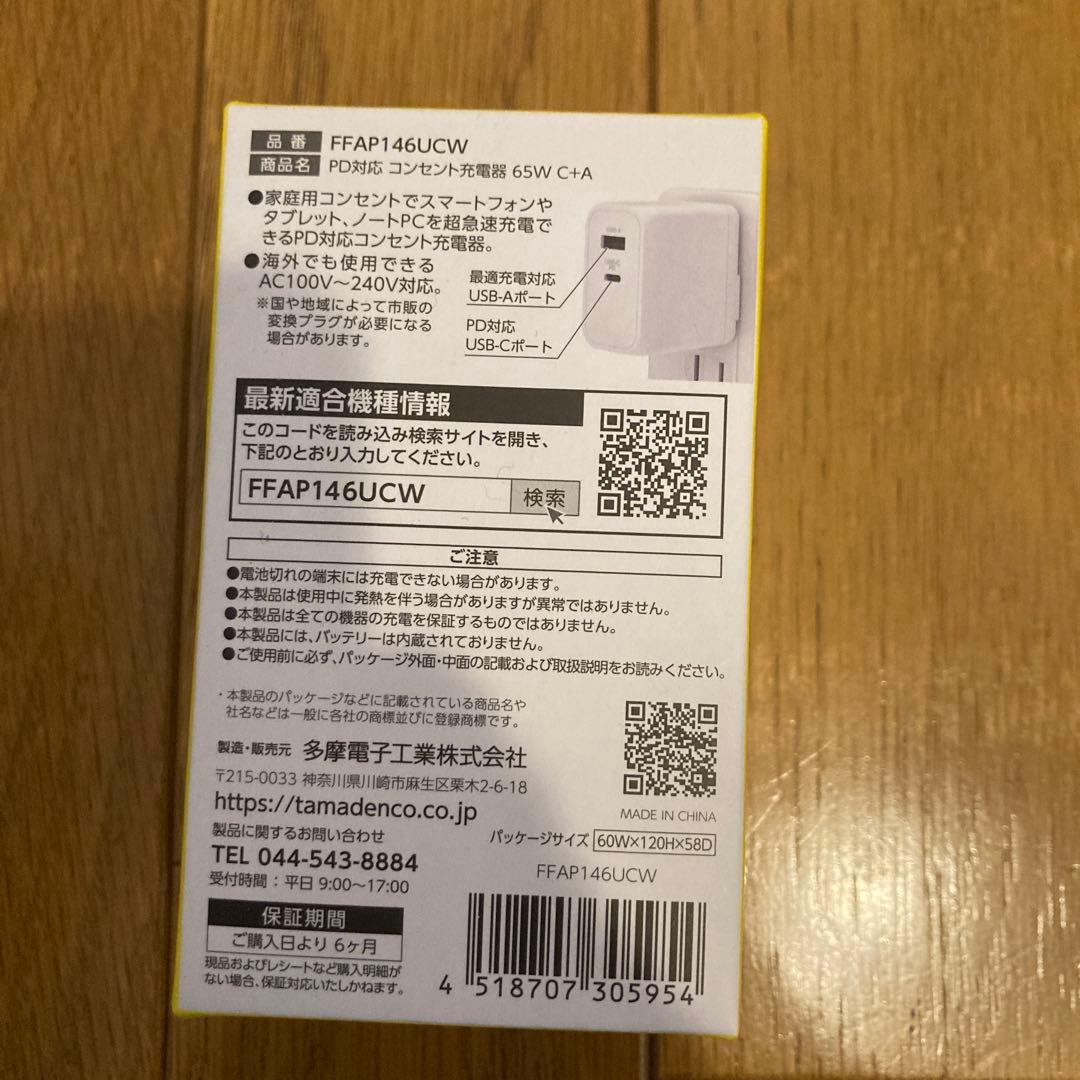 品番 FFAP146UCW
商品名 PD対応 コンセント充電器 65W C+A
●家庭用コンセントでスマートフォンや
タブレット、ノートPCを超急速充電で
きるPD対応コンセント充電器。
●海外でも使用できる
AC100V～240V対応。
※国や地域によって市販の
変換プラグが必要になる
場合があります。
最適充電対応
USB-Aポート
PD対応
USB-Cポート
最新適合機種情報
このコードを読み込み検索サイトを開き、
下記のとおり入力してください。
FFAP146UCW 検索
ご注意
●電池切れの端末には充電できない場合があります。
●本製品は使用中に発熱を伴う場合がありますが異常ではありません。
●本製品は全ての機器の充電を保証するものではありません。
●本製品には、バッテリーは内蔵されておりません。
●ご使用前に必ず、パッケージ外面・中面の記載および取扱説明をお読みください。
・本製品のパッケージなどに記載されている商品名や
社名などは一般に各社の商標並びに登録商標です。
製造・販売元 多摩電子工業株式会社
〒215-0033 神奈川県川崎市麻生区栗木2-6-18
https://tamadenco.co.jp
製品に関するお問い合わせ
TEL 044-543-8884
受付時間：平日 9:00～17:00
保証期間
ご購入日より 6ヶ月
現品およびレシートなど購入明細が
ない場合、保証対応いたしかねます。
MADE IN CHINA
パッケージサイズ 60W×120H×58D
FFAP146UCW
4 518707 305954